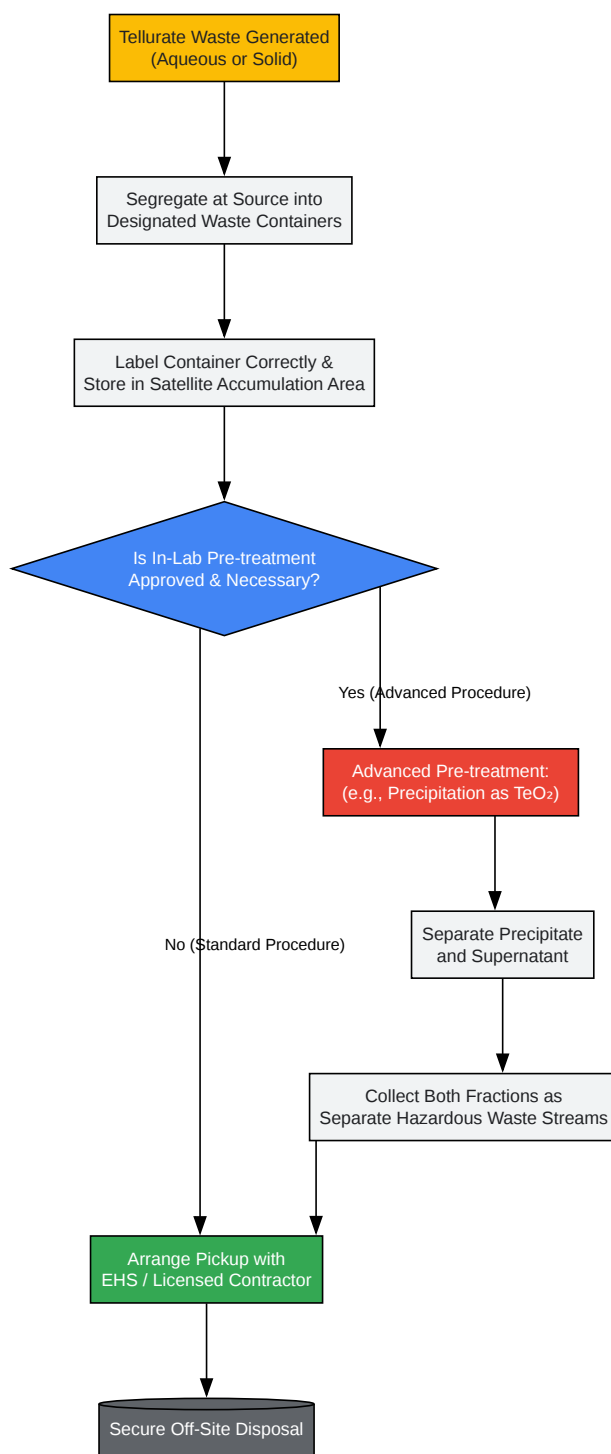 Tellurate Waste Generated
(Aqueous or Solid)
Segregate at Source into
Designated Waste Containers
Label Container Correctly &
Store in Satellite Accumulation Area
Is In-Lab Pre-treatment
Approved & Necessary?
Yes (Advanced Procedure)
Advanced Pre-treatment:
(e.g., Precipitation as TeO₂)
Separate Precipitate
and Supernatant
No (Standard Procedure)
Collect Both Fractions as
Separate Hazardous Waste Streams
Arrange Pickup with
EHS / Licensed Contractor
Secure Off-Site Disposal